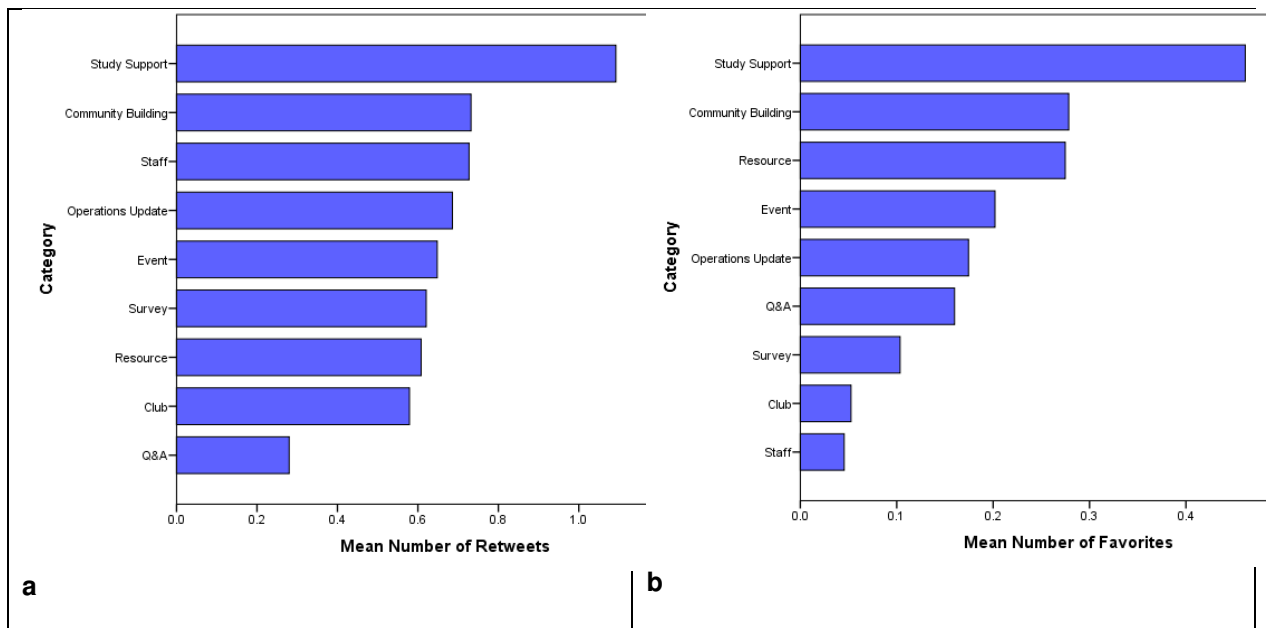 Category
Study Support
Community Building
Staff
Operations Update
Event
Survey
Resource
Club
Q&A
0.0 0.2 0.4 0.6 0.8 1.0
Mean Number of Retweets
a
Category
Study Support
Community Building
Resource
Event
Operations Update
Q&A
Survey
Club
Staff
0.0 0.1 0.2 0.3 0.4
Mean Number of Favorites
b